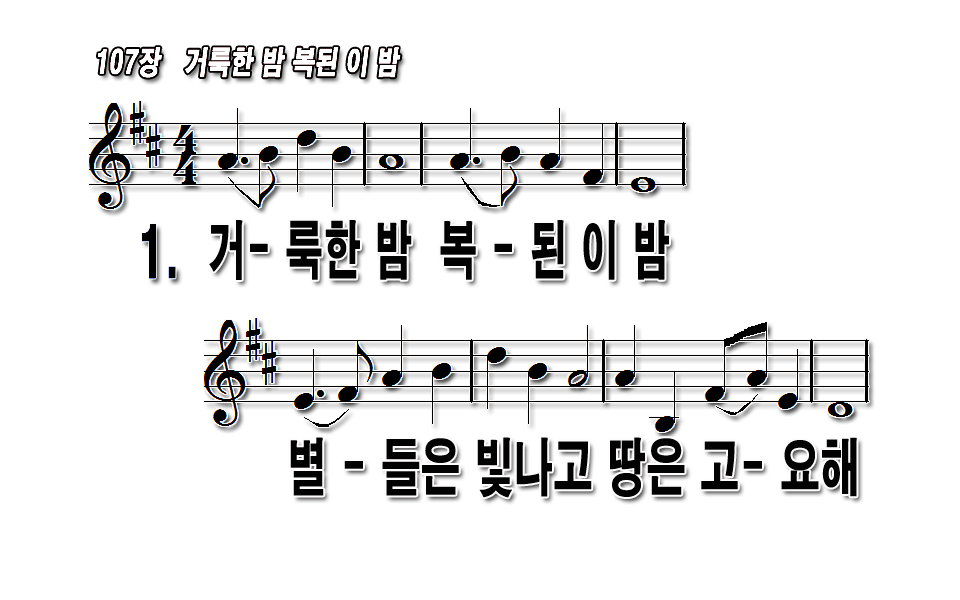 107장 거룩한 밤 복된 이 밤
1. 거- 룩한 밤 복 - 된 이 밤
별 - 들은 빛나고 땅은 고- 요해